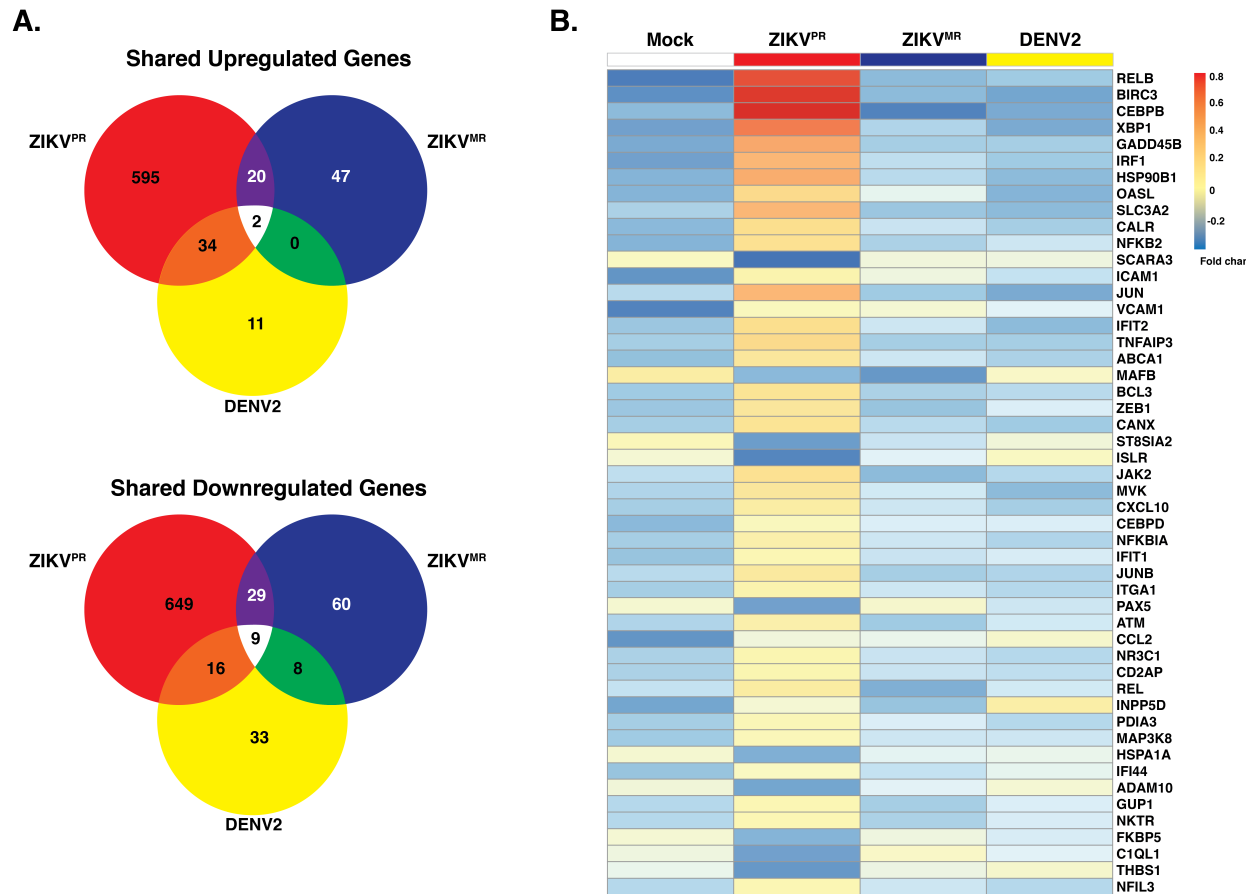 A.
Shared Upregulated Genes
ZIKVPR
ZIKVMR
595
20
47
2
34
0
11
DENV2
Shared Downregulated Genes
ZIKVPR
ZIKVMR
649
29
60
9
16
8
33
DENV2
B.
Mock ZIKVPR ZIKVMR DENV2
RELB
BIRC3
CEBPB
XBP1
GADD45B
IRF1
HSP90B1
OASL
SLC3A2
CALR
NFKB2
SCARA3
ICAM1
JUN
VCAM1
IFIT2
TNFAIP3
ABCA1
MAFB
BCL3
ZEB1
CANX
ST8SIA2
ISLR
JAK2
MVK
CXCL10
CEBPD
NFKBIA
IFIT1
JUNB
ITGA1
PAX5
ATM
CCL2
NR3C1
CD2AP
REL
INPP5D
PDIA3
MAP3K8
HSPA1A
IFI44
ADAM10
GUP1
NKTR
FKBP5
C1QL1
THBS1
NFIL3
0.8
0.6
0.4
0.2
0
-0.2
Fold char